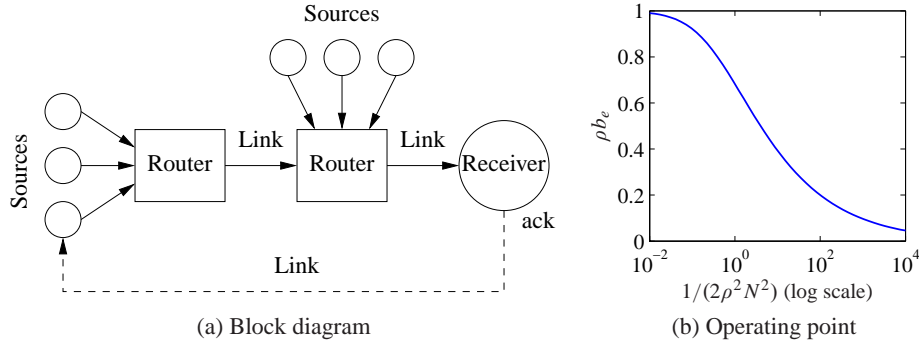 Sources
Sources
Router
Link
Router
Link
Receiver
ack
Link
(a) Block diagram
1
0.8
0.6
0.4
0.2
0
ρb_e
10^−2
10^0
10^2
10^4
1/(2ρ^2N^2) (log scale)
(b) Operating point